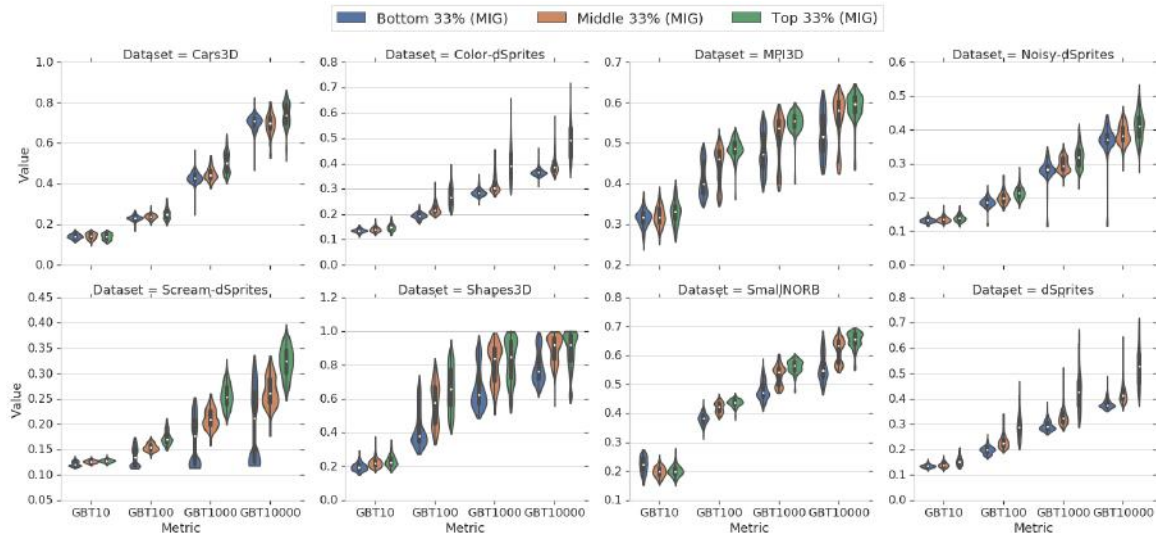 Bottom 33% (MIG) Middle 33% (MIG) Top 33% (MIG)
Dataset = Cars3D Dataset = Color-dSprites Dataset = MPI3D Dataset = Noisy-dSprites
1.0 0.8 0.7 0.6
0.7
0.8 0.6 0.5
0.6
0.6 0.5 0.5 0.4
Value
0.4 0.4 0.3
0.4 0.3 0.2
0.2 0.2 0.3
0.1 0.1
0.0 0.0 0.2 0.0
Dataset = Scream-dSprites Dataset = Shapes3D Dataset = SmallNORB Dataset = dSprites
0.45 1.2 0.8 0.8
0.40 1.0 0.7 0.7
0.35 0.6 0.6
0.30 0.8 0.5 0.5
0.25 0.6 0.4
Value
0.20 0.4 0.4 0.3
0.15 0.3 0.2
0.10 0.2 0.2 0.1
0.05 0.0 0.1 0.0
GBT10 GBT100 GBT1000 GBT10000 GBT10 GBT100 GBT1000 GBT10000 GBT10 GBT100 GBT1000 GBT10000 GBT10 GBT100 GBT1000 GBT10000
Metric Metric Metric Metric